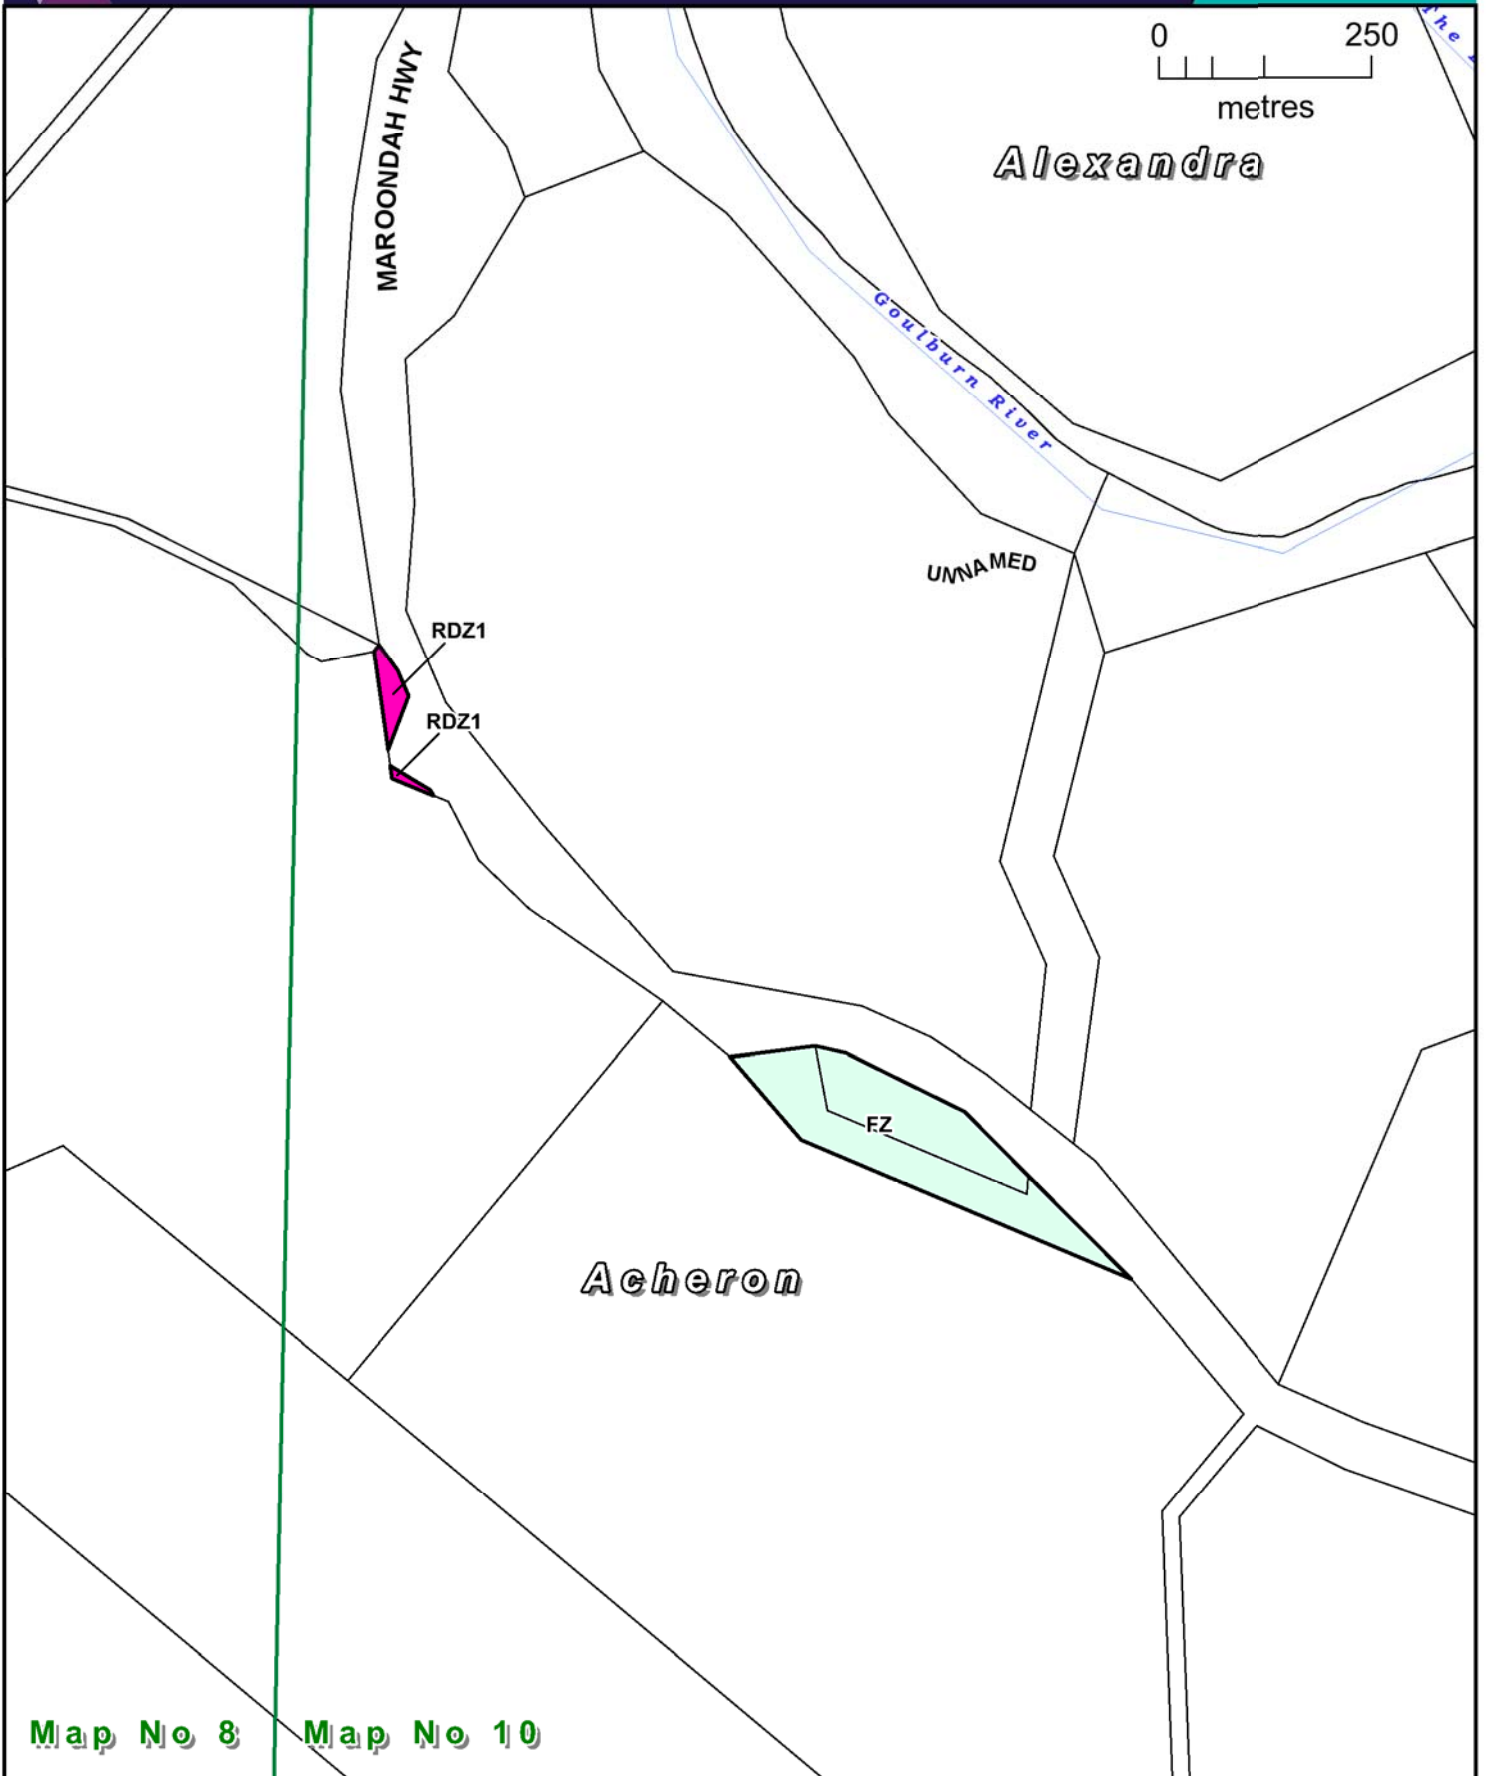 The
0 250
metres
MAROONDAH HWY
Alexandra
Goulburn River
UNNAMED
RDZ1
RDZ1
FZ
Acheron
Map No 8
Map No 10